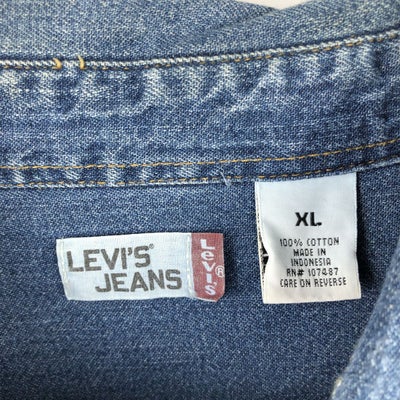 LEVI'S®
JEANS
LEVI'S®
XL
100% COTTON
MADE IN
INDONESIA
RN# 107487
CARE ON REVERSE